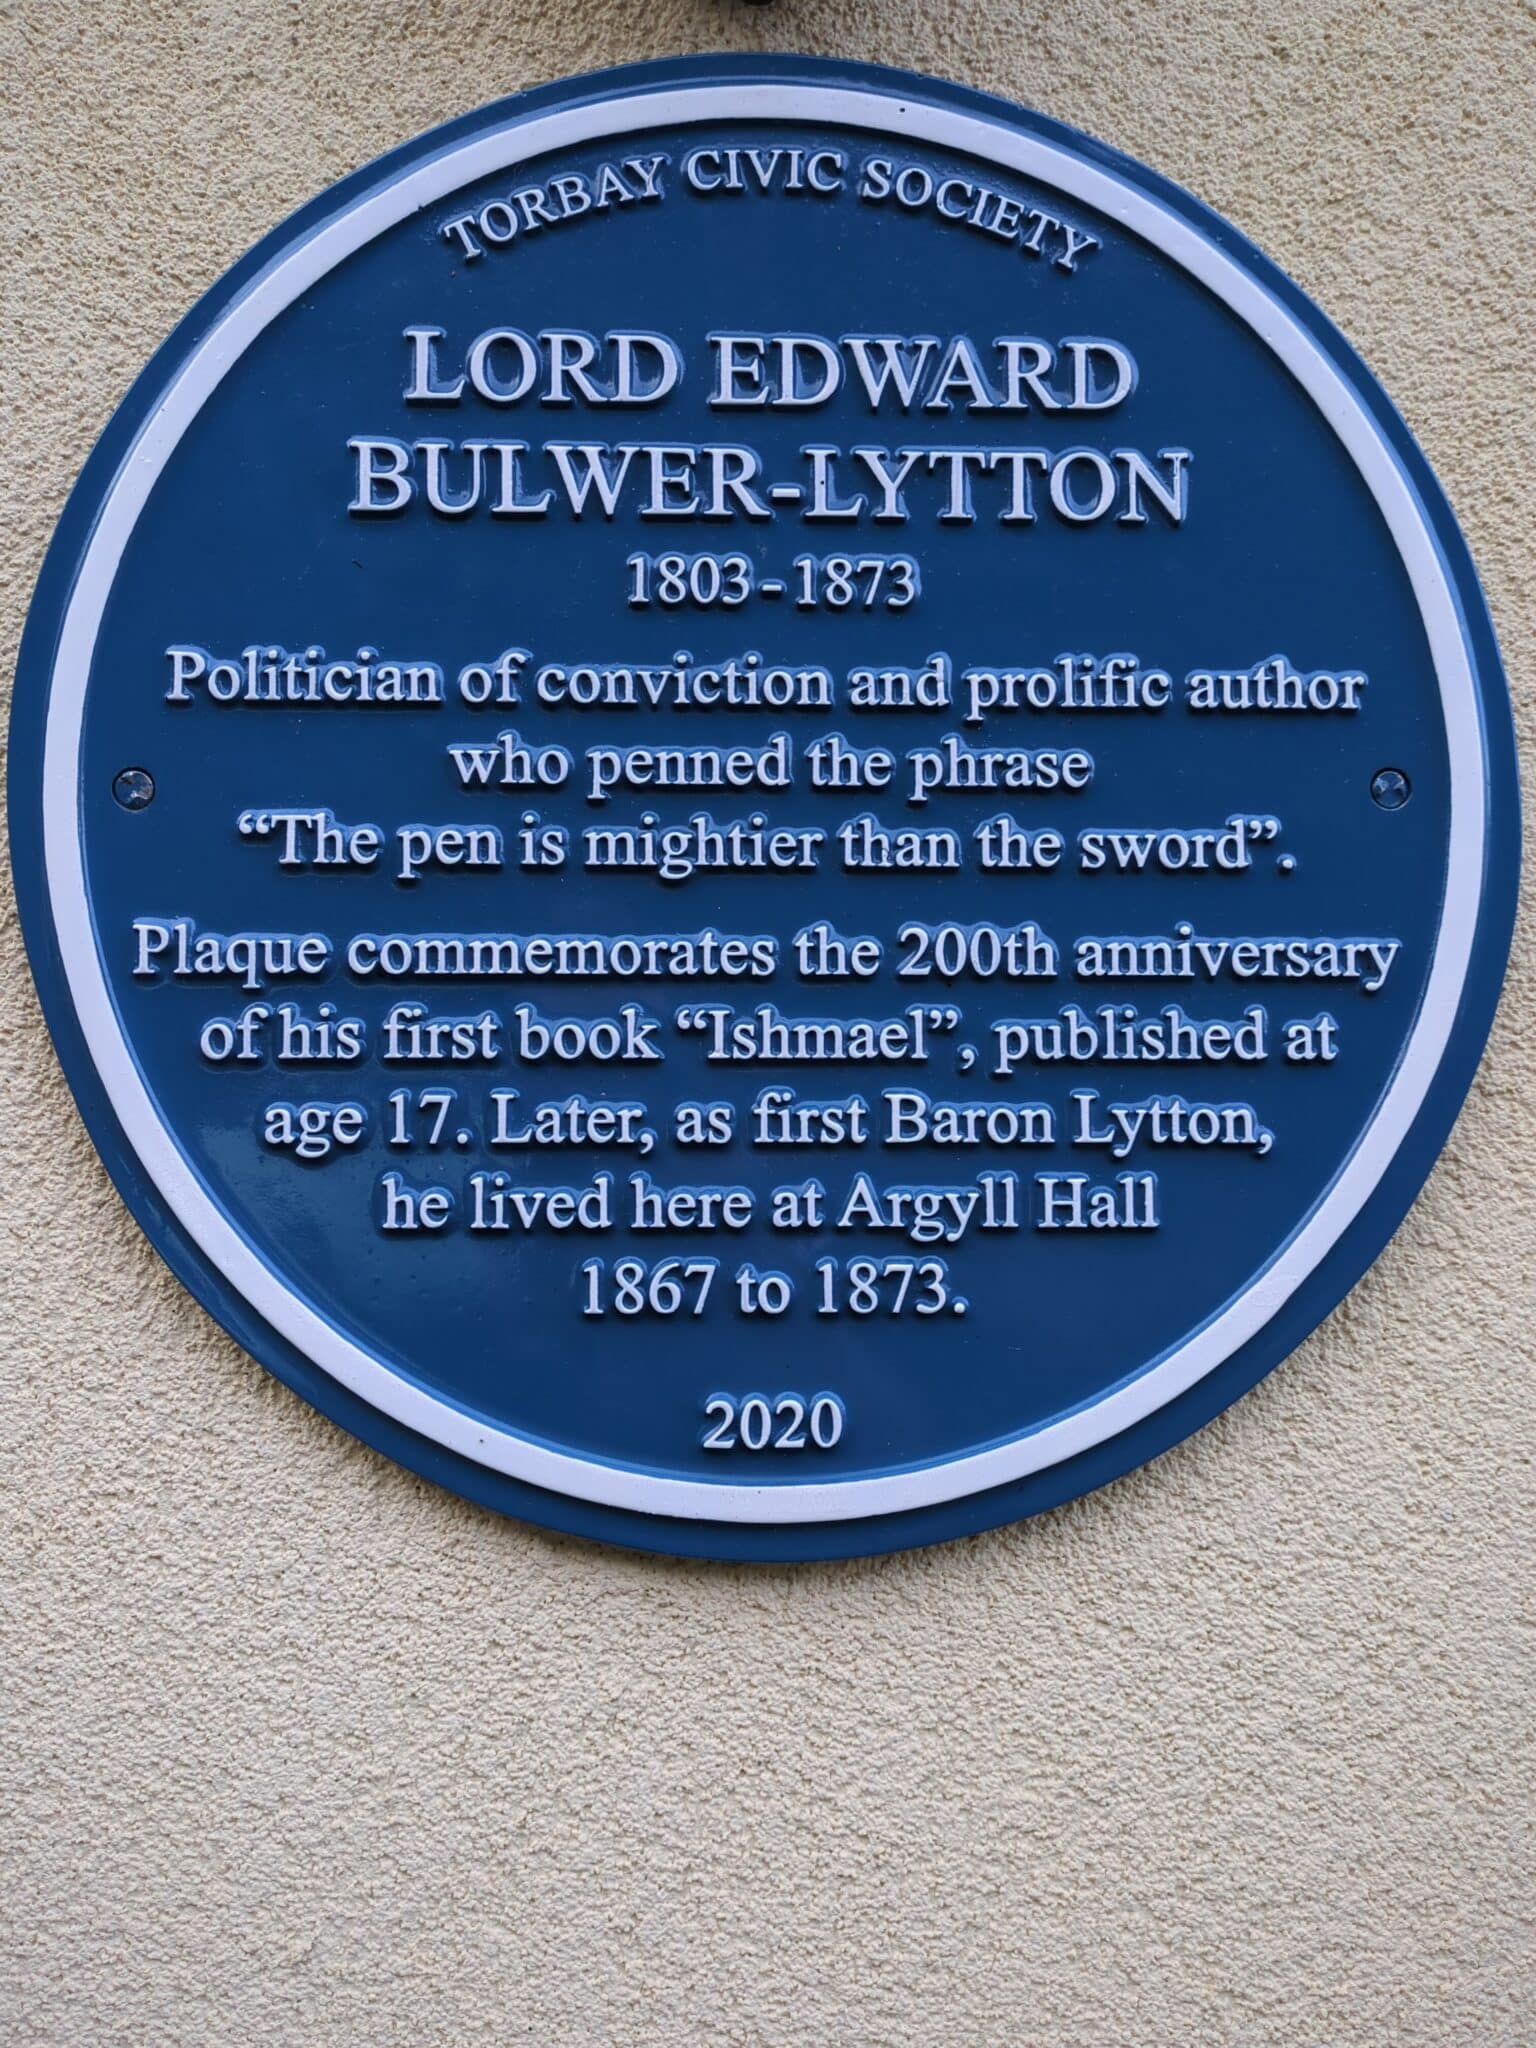 TORBAY CIVIC SOCIETY
LORD EDWARD
BULWER-LYTTON
1803-1873
Politician of conviction and prolific author
who penned the phrase
“The pen is mightier than the sword”.
Plaque commemorates the 200th anniversary
of his first book “Ishmael”, published at
age 17. Later, as first Baron Lytton,
he lived here at Argyll Hall
1867 to 1873.
2020